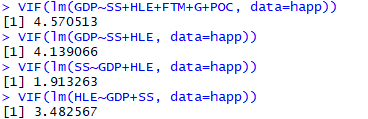 > VIF(lm(GDP~SS+HLE+FTM+G+POC, data=happ))
[1] 4.570513
> VIF(lm(GDP~SS+HLE, data=happ))
[1] 4.139066
> VIF(lm(SS~GDP+HLE, data=happ))
[1] 1.913263
> VIF(lm(HLE~GDP+SS, data=happ))
[1] 3.482567